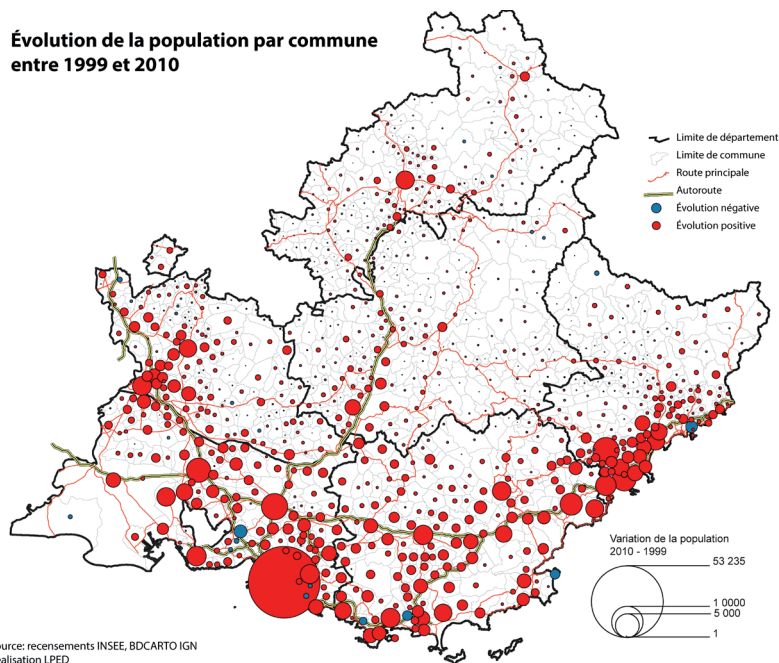 Évolution de la population par commune
entre 1999 et 2010
Limite de département
Limite de commune
Route principale
Autoroute
Évolution négative
Évolution positive
Variation de la population
2010 - 1999
53 235
1 0000
5 000
1
ource: recensements INSEE, BDCARTO IGN
éalisation LPED